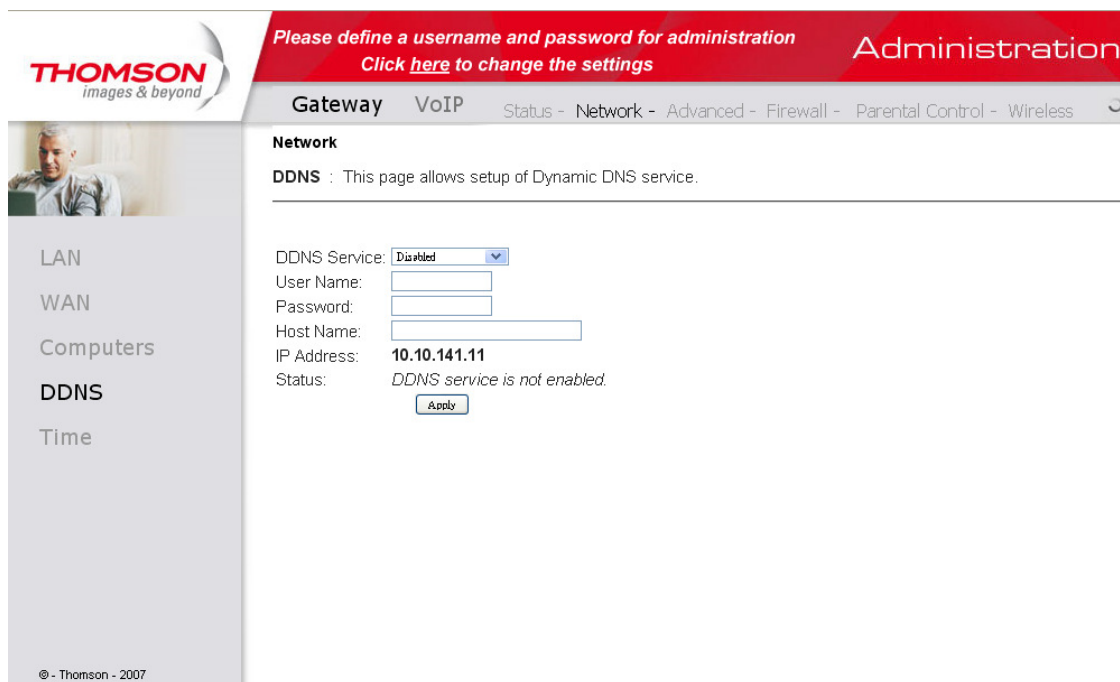 THOMSON
images & beyond
Please define a username and password for administration
Click here to change the settings
Administration
Gateway VoIP Status - Network - Advanced - Firewall - Parental Control - Wireless
Network
DDNS : This page allows setup of Dynamic DNS service.
LAN
WAN
Computers
DDNS
Time
DDNS Service: Disabled
User Name:
Password:
Host Name:
IP Address: 10.10.141.11
Status: DDNS service is not enabled.
Apply
© - Thomson - 2007